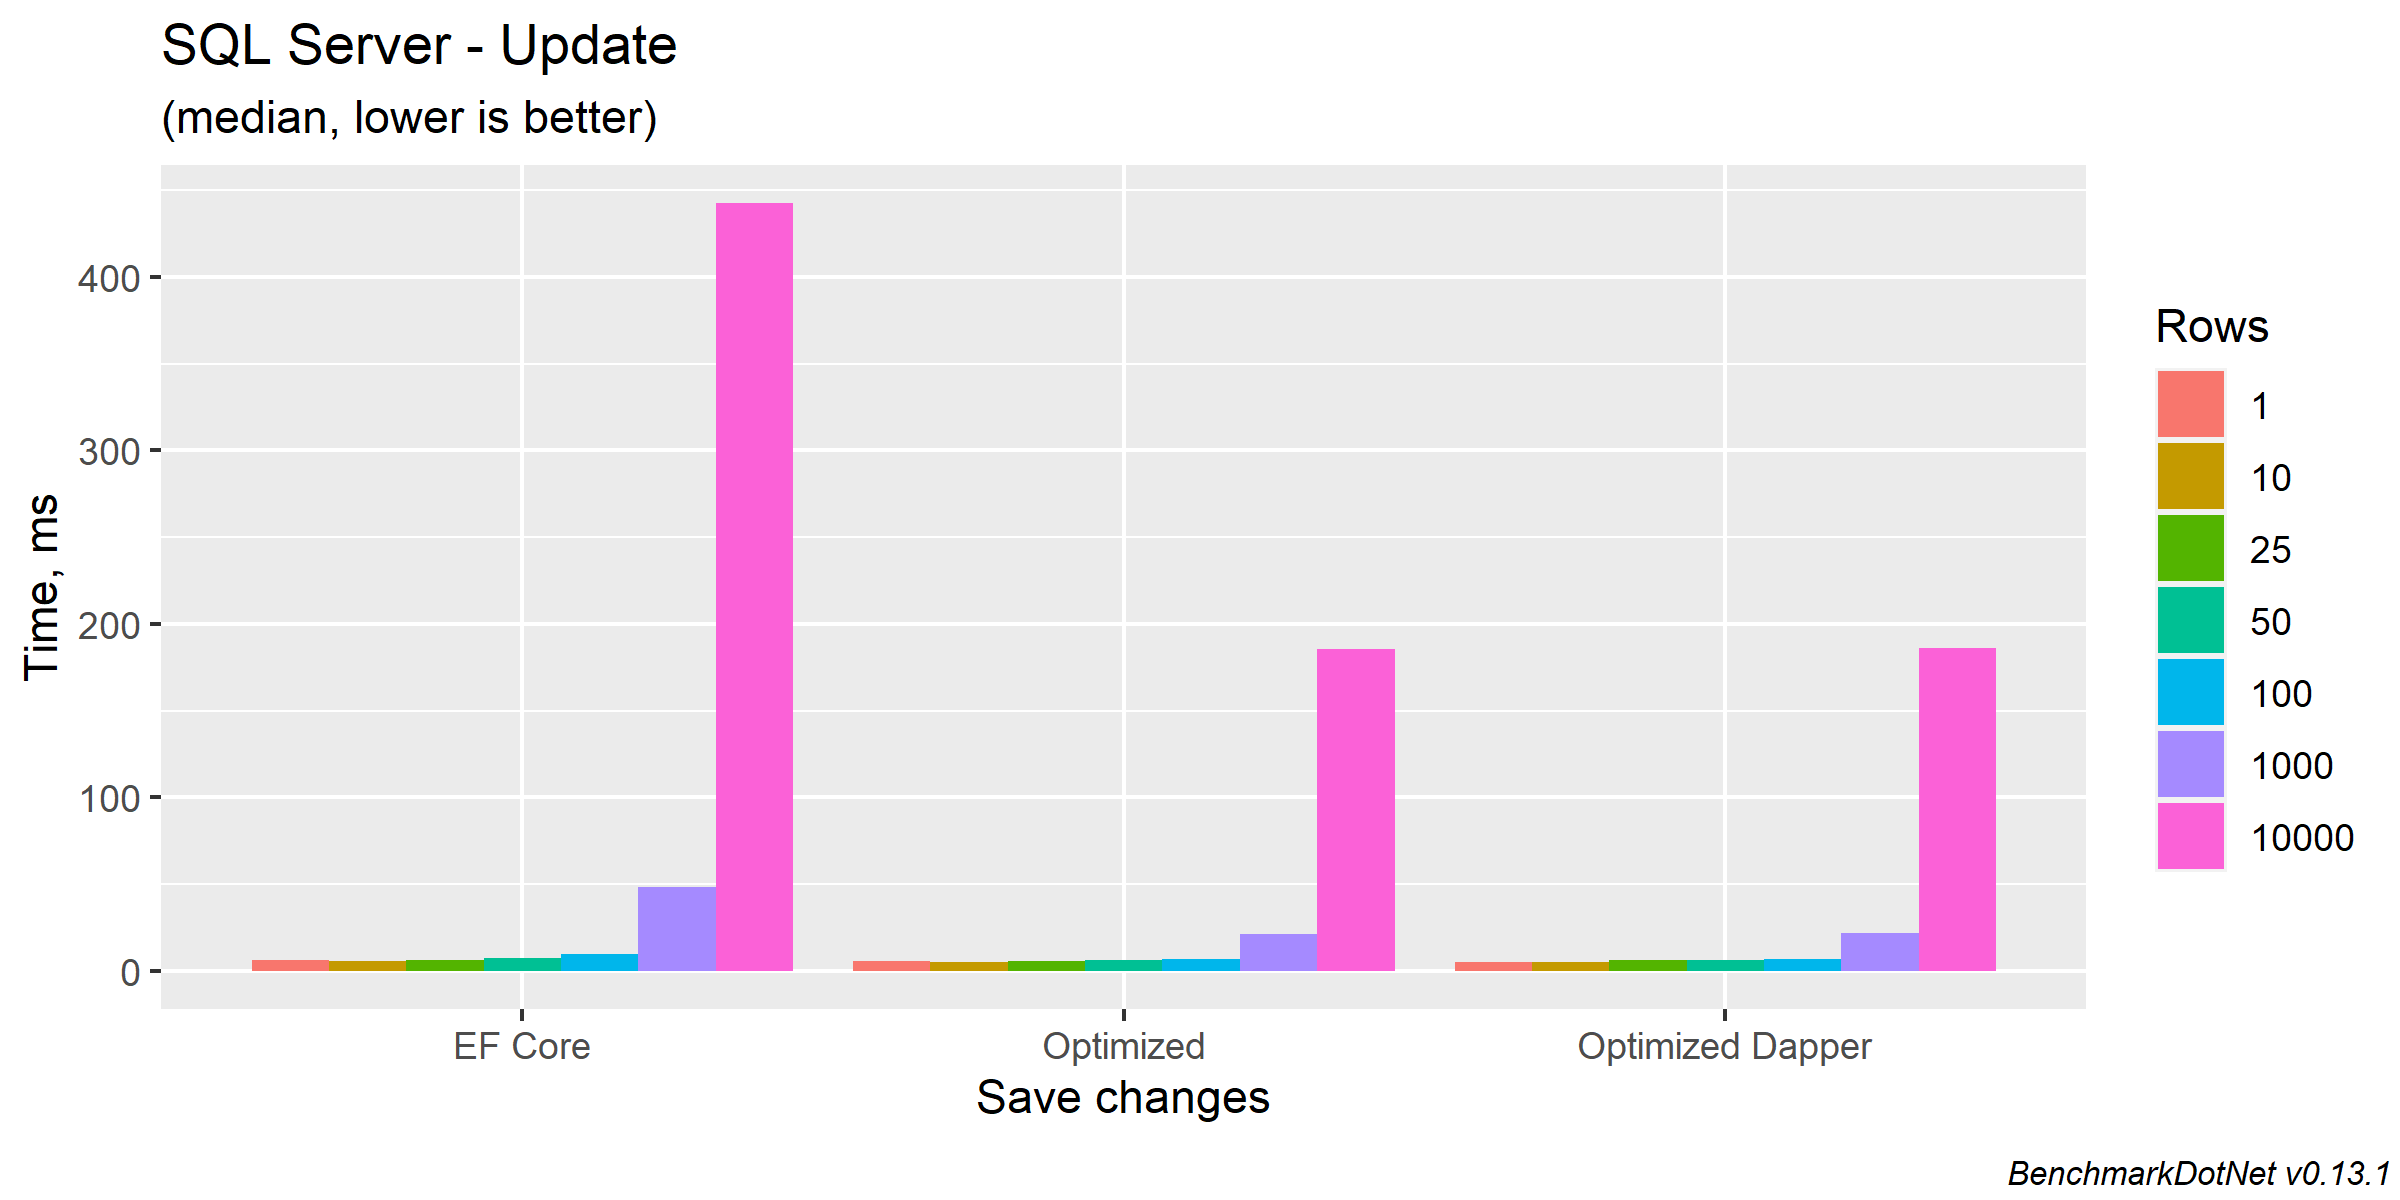 SQL Server - Update
(median, lower is better)
Time, ms
400
300
200
100
0
EF Core
Optimized
Optimized Dapper
Save changes
Rows
1
10
25
50
100
1000
10000
BenchmarkDotNet v0.13.1